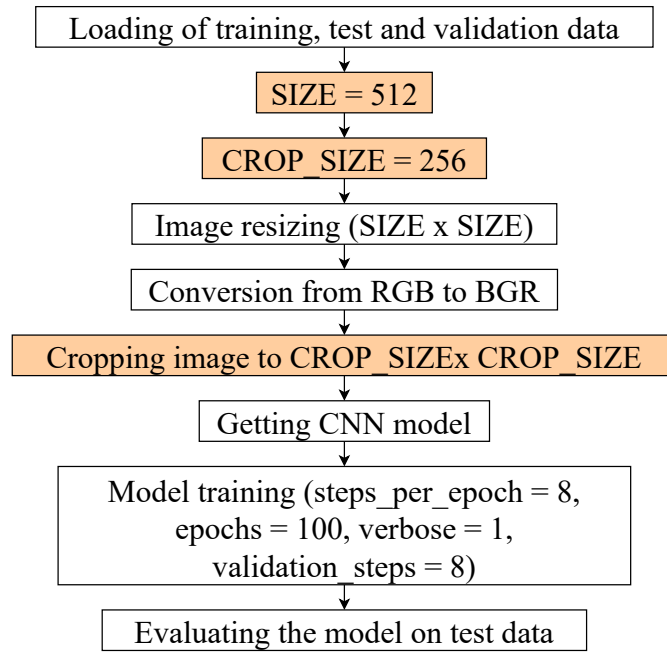 Loading of training, test and validation data
SIZE = 512
CROP_SIZE = 256
Image resizing (SIZE x SIZE)
Conversion from RGB to BGR
Cropping image to CROP_SIZEx CROP_SIZE
Getting CNN model
Model training (steps_per_epoch = 8,
epochs = 100, verbose = 1,
validation_steps = 8)
Evaluating the model on test data